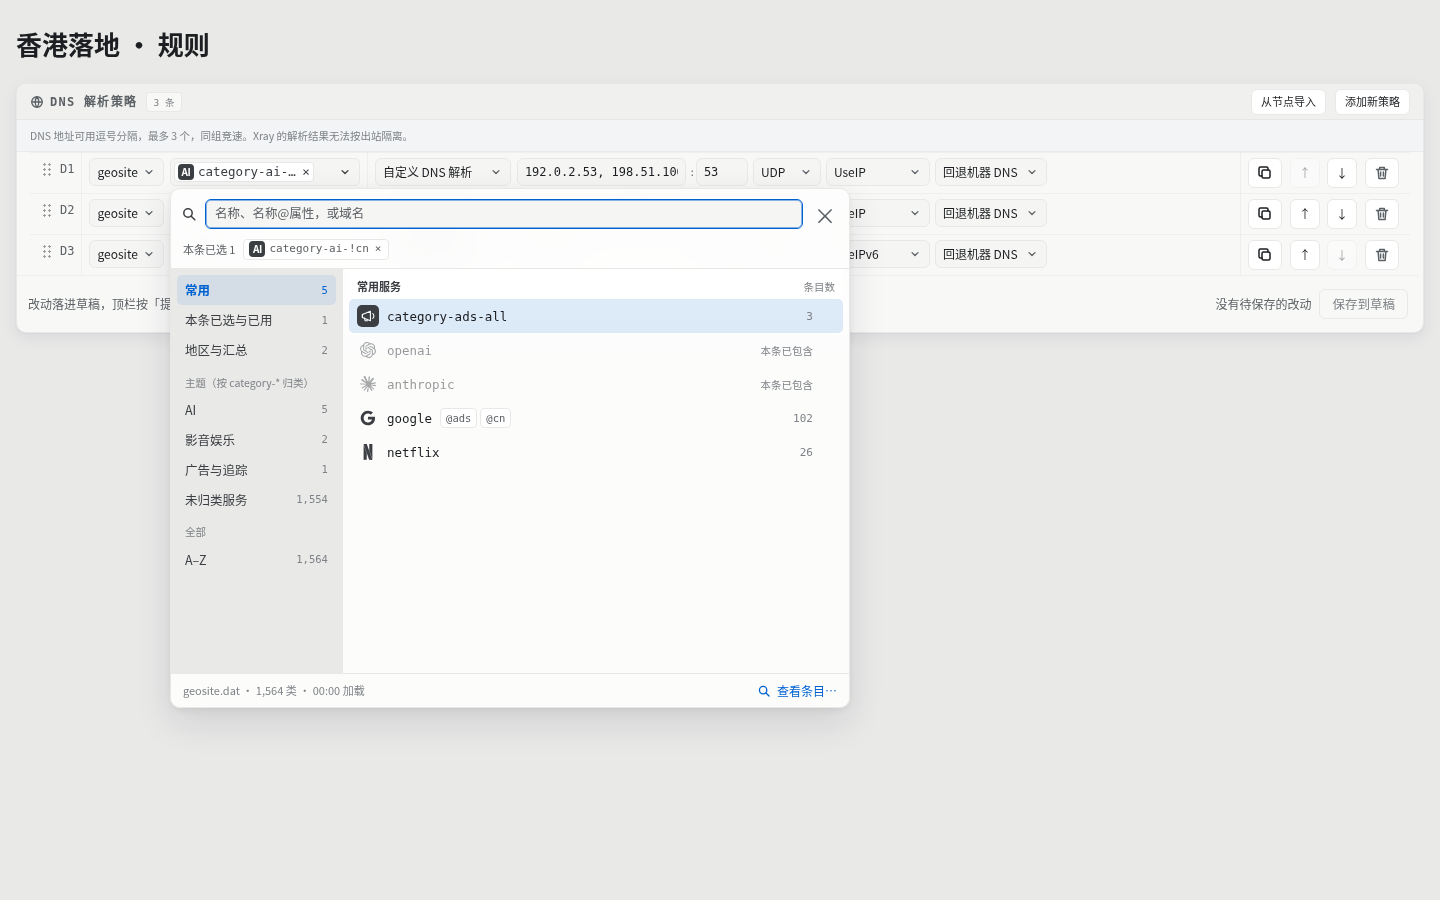 香港落地 · 规则
DNS 解析策略 3 条 从节点导入 添加新策略
DNS 地址可用逗号分隔，最多 3 个，同组竞速。Xray 的解析结果无法按出站隔离。
D1 geosite AI category-ai-… × 自定义 DNS 解析 192.0.2.53, 198.51.10 : 53 UDP UseIP 回退机器 DNS
D2 geosite 名称、名称@属性，或域名 eIP 回退机器 DNS
本条已选 1 AI category-ai-!cn ×
D3 geosite eIPv6 回退机器 DNS
改动落进草稿，顶栏按「提 没有待保存的改动 保存到草稿
常用 5
本条已选与已用 1
地区与汇总 2
主题（按 category-* 归类）
AI 5
影音娱乐 2
广告与追踪 1
未归类服务 1,554
全部
A–Z 1,564
常用服务 条目数
category-ads-all 3
openai 本条已包含
anthropic 本条已包含
google @ads @cn 102
netflix 26
geosite.dat · 1,564 类 · 00:00 加载 查看条目…